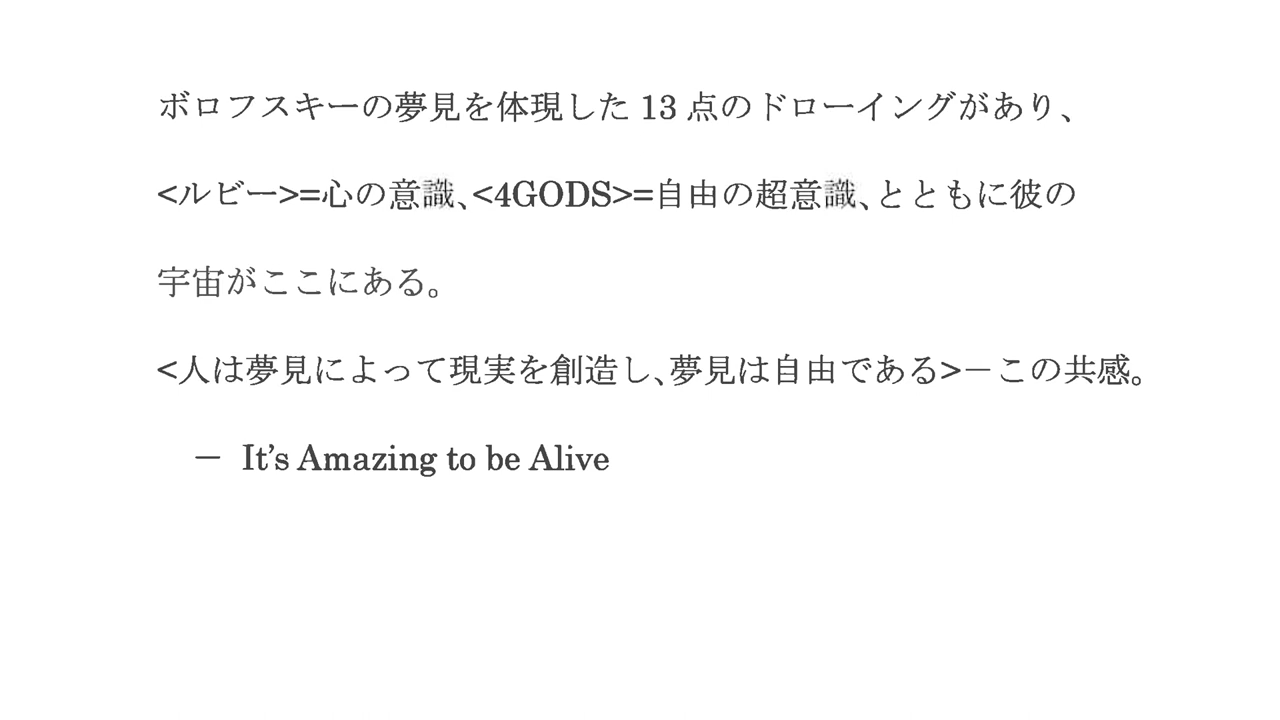 ボロフスキーの夢見を体現した 13 点のドローイングがあり、
<ルビー>=心の意識、<4GODS>=自由の超意識、とともに彼の
宇宙がここにある。
<人は夢見によって現実を創造し、夢見は自由である>－この共感。
－ It’s Amazing to be Alive